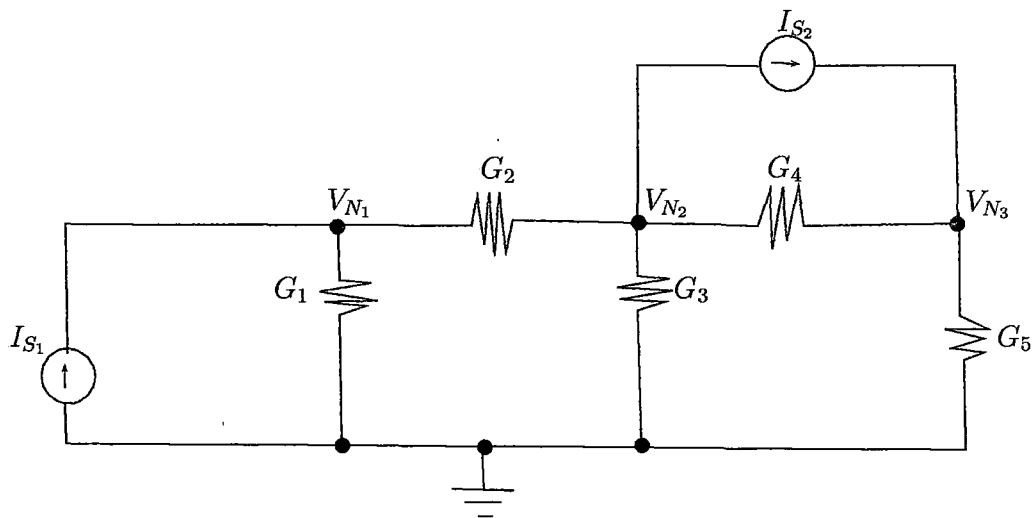 I_{S_2}
G_2
G_4
V_{N_1}
V_{N_2}
V_{N_3}
G_1
G_3
I_{S_1}
G_5